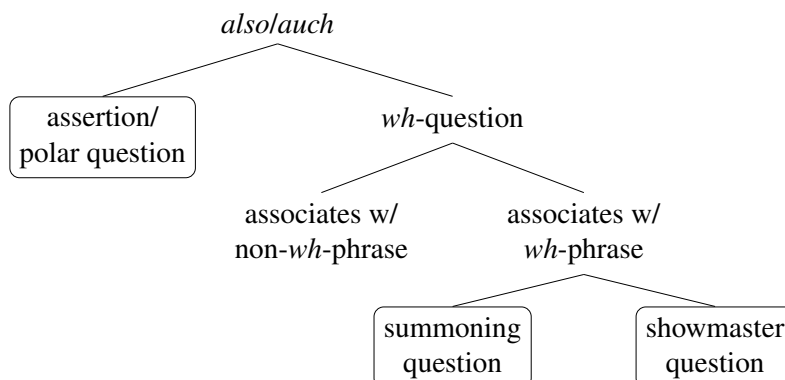 also/auch
assertion/
polar question
wh-question
associates w/
non-wh-phrase
associates w/
wh-phrase
summoning
question
showmaster
question